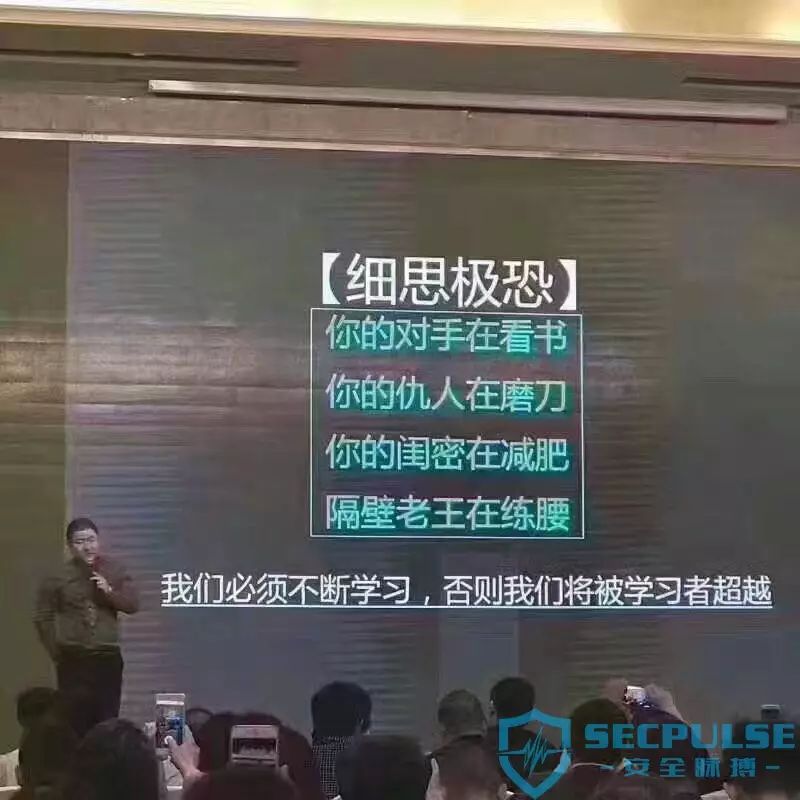 【细思极恐】
你的对手在看书
你的仇人在磨刀
你的闺密在减肥
隔壁老王在练腰
我们必须不断学习，否则我们将被学习者超越
SECPULSE
-安全脉搏-